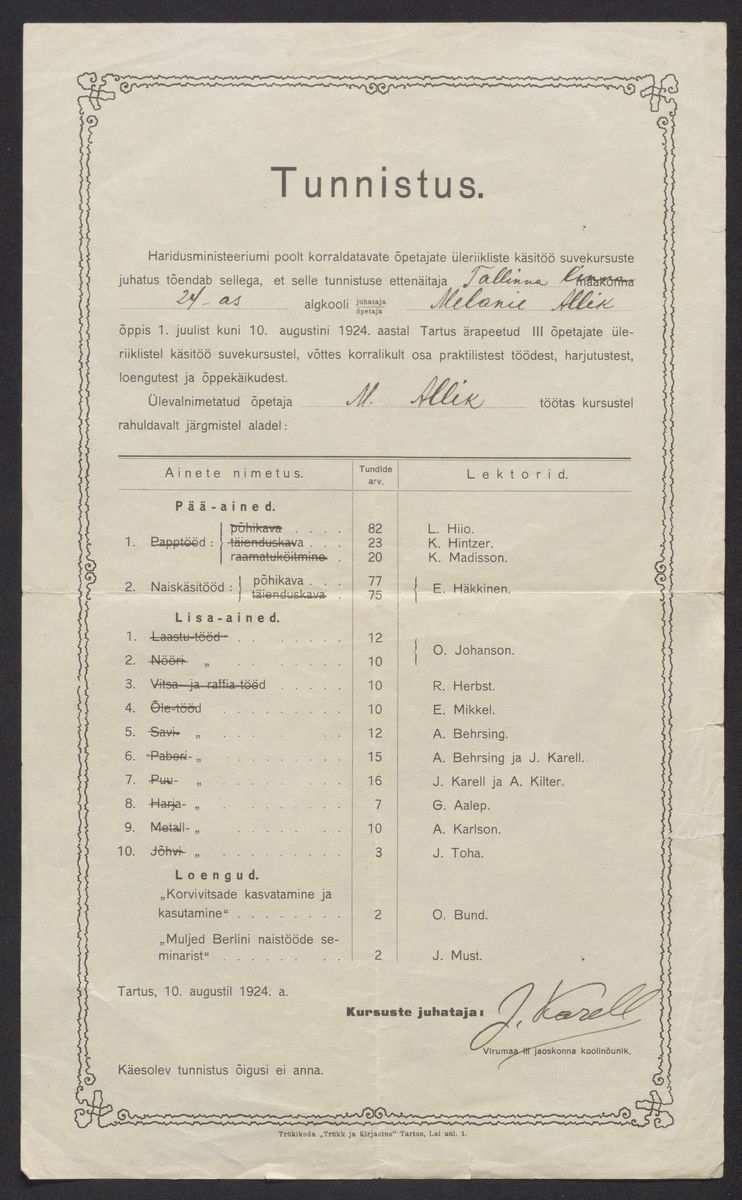 Tunnistus.
Haridusministeeriumi poolt korraldatavate õpetajate üleriikliste käsitöö suvekursuste
juhatus tõendab sellega, et selle tunnistuse ettenäitaja Tallinna linna maakonna
24-as algkooli juhataja õpetaja Melanie Allik
õppis 1. juulist kuni 10. augustini 1924. aastal Tartus ärapeetud III õpetajate üle-
riiklistel käsitöö suvekursustel, võttes korralikult osa praktilistest töödest, harjutustest,
loengutest ja õppekäikudest.
Ülevalnimetatud õpetaja M. Allik töötas kursustel
rahuldavalt järgmistel aladel:
Ainete nimetus. Tundide arv. Lektorid.
Pää-ained.
põhikava . . . . 82 L. Hiio.
1. Papptööd : täienduskava . . . 23 K. Hintzer.
raamatuköitmine . 20 K. Madisson.
2. Naiskäsitööd : põhikava . . . 77
täienduskava . 75 E. Häkkinen.
Lisa-ained.
1. Laastu-tööd . . . . . . . . 12
O. Johanson.
2. Nööri- „ . . . . . . . . 10
3. Vitsa- ja raffia-tööd . . . . . 10 R. Herbst.
4. Õle-tööd . . . . . . . . . 10 E. Mikkel.
5. Savi- „ . . . . . . . . . 12 A. Behrsing.
6. Paberi- „ . . . . . . . . . 15 A. Behrsing ja J. Karell.
7. Puu- „ . . . . . . . . . 16 J. Karell ja A. Kilter.
8. Harja- „ . . . . . . . . . 7 G. Aalep.
9. Metall- „ . . . . . . . . . 10 A. Karlson.
10. Jõhvi- „ . . . . . . . . . 3 J. Toha.
Loengud.
„Korvivitsade kasvatamine ja
kasutamine“ . . . . . . . . 2 O. Bund.
„Muljed Berlini naistööde se-
minarist“ . . . . . . . . . 2 J. Must.
Tartus, 10. augustil 1924. a.
Kursuste juhataja: J. Karell
Virumaa III jaoskonna koolinõunik.
Käesolev tunnistus õigusi ei anna.
Trükikoda „Trükk ja Kirjastus“ Tartus, Lai uul. 1.